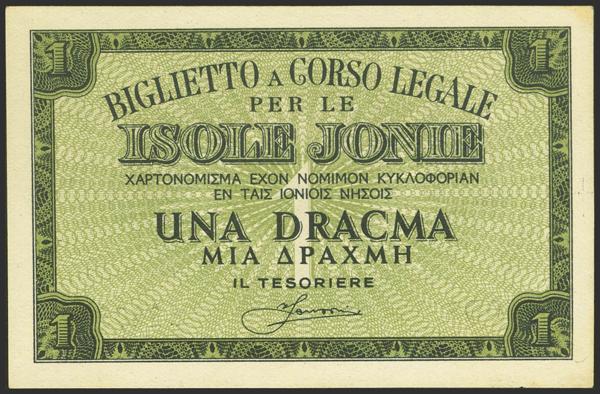 1 1
BIGLIETTO A CORSO LEGALE
PER LE
ISOLE JONIE
ΧΑΡΤΟΝΟΜΙΣΜΑ ΕΧΟΝ ΝΟΜΙΜΟΝ ΚΥΚΛΟΦΟΡΙΑΝ
ΕΝ ΤΑΙΣ ΙΟΝΙΟΙΣ ΝΗΣΟΙΣ
UNA DRACMA
ΜΙΑ ΔΡΑΧΜΗ
IL TESORIERE
1 1